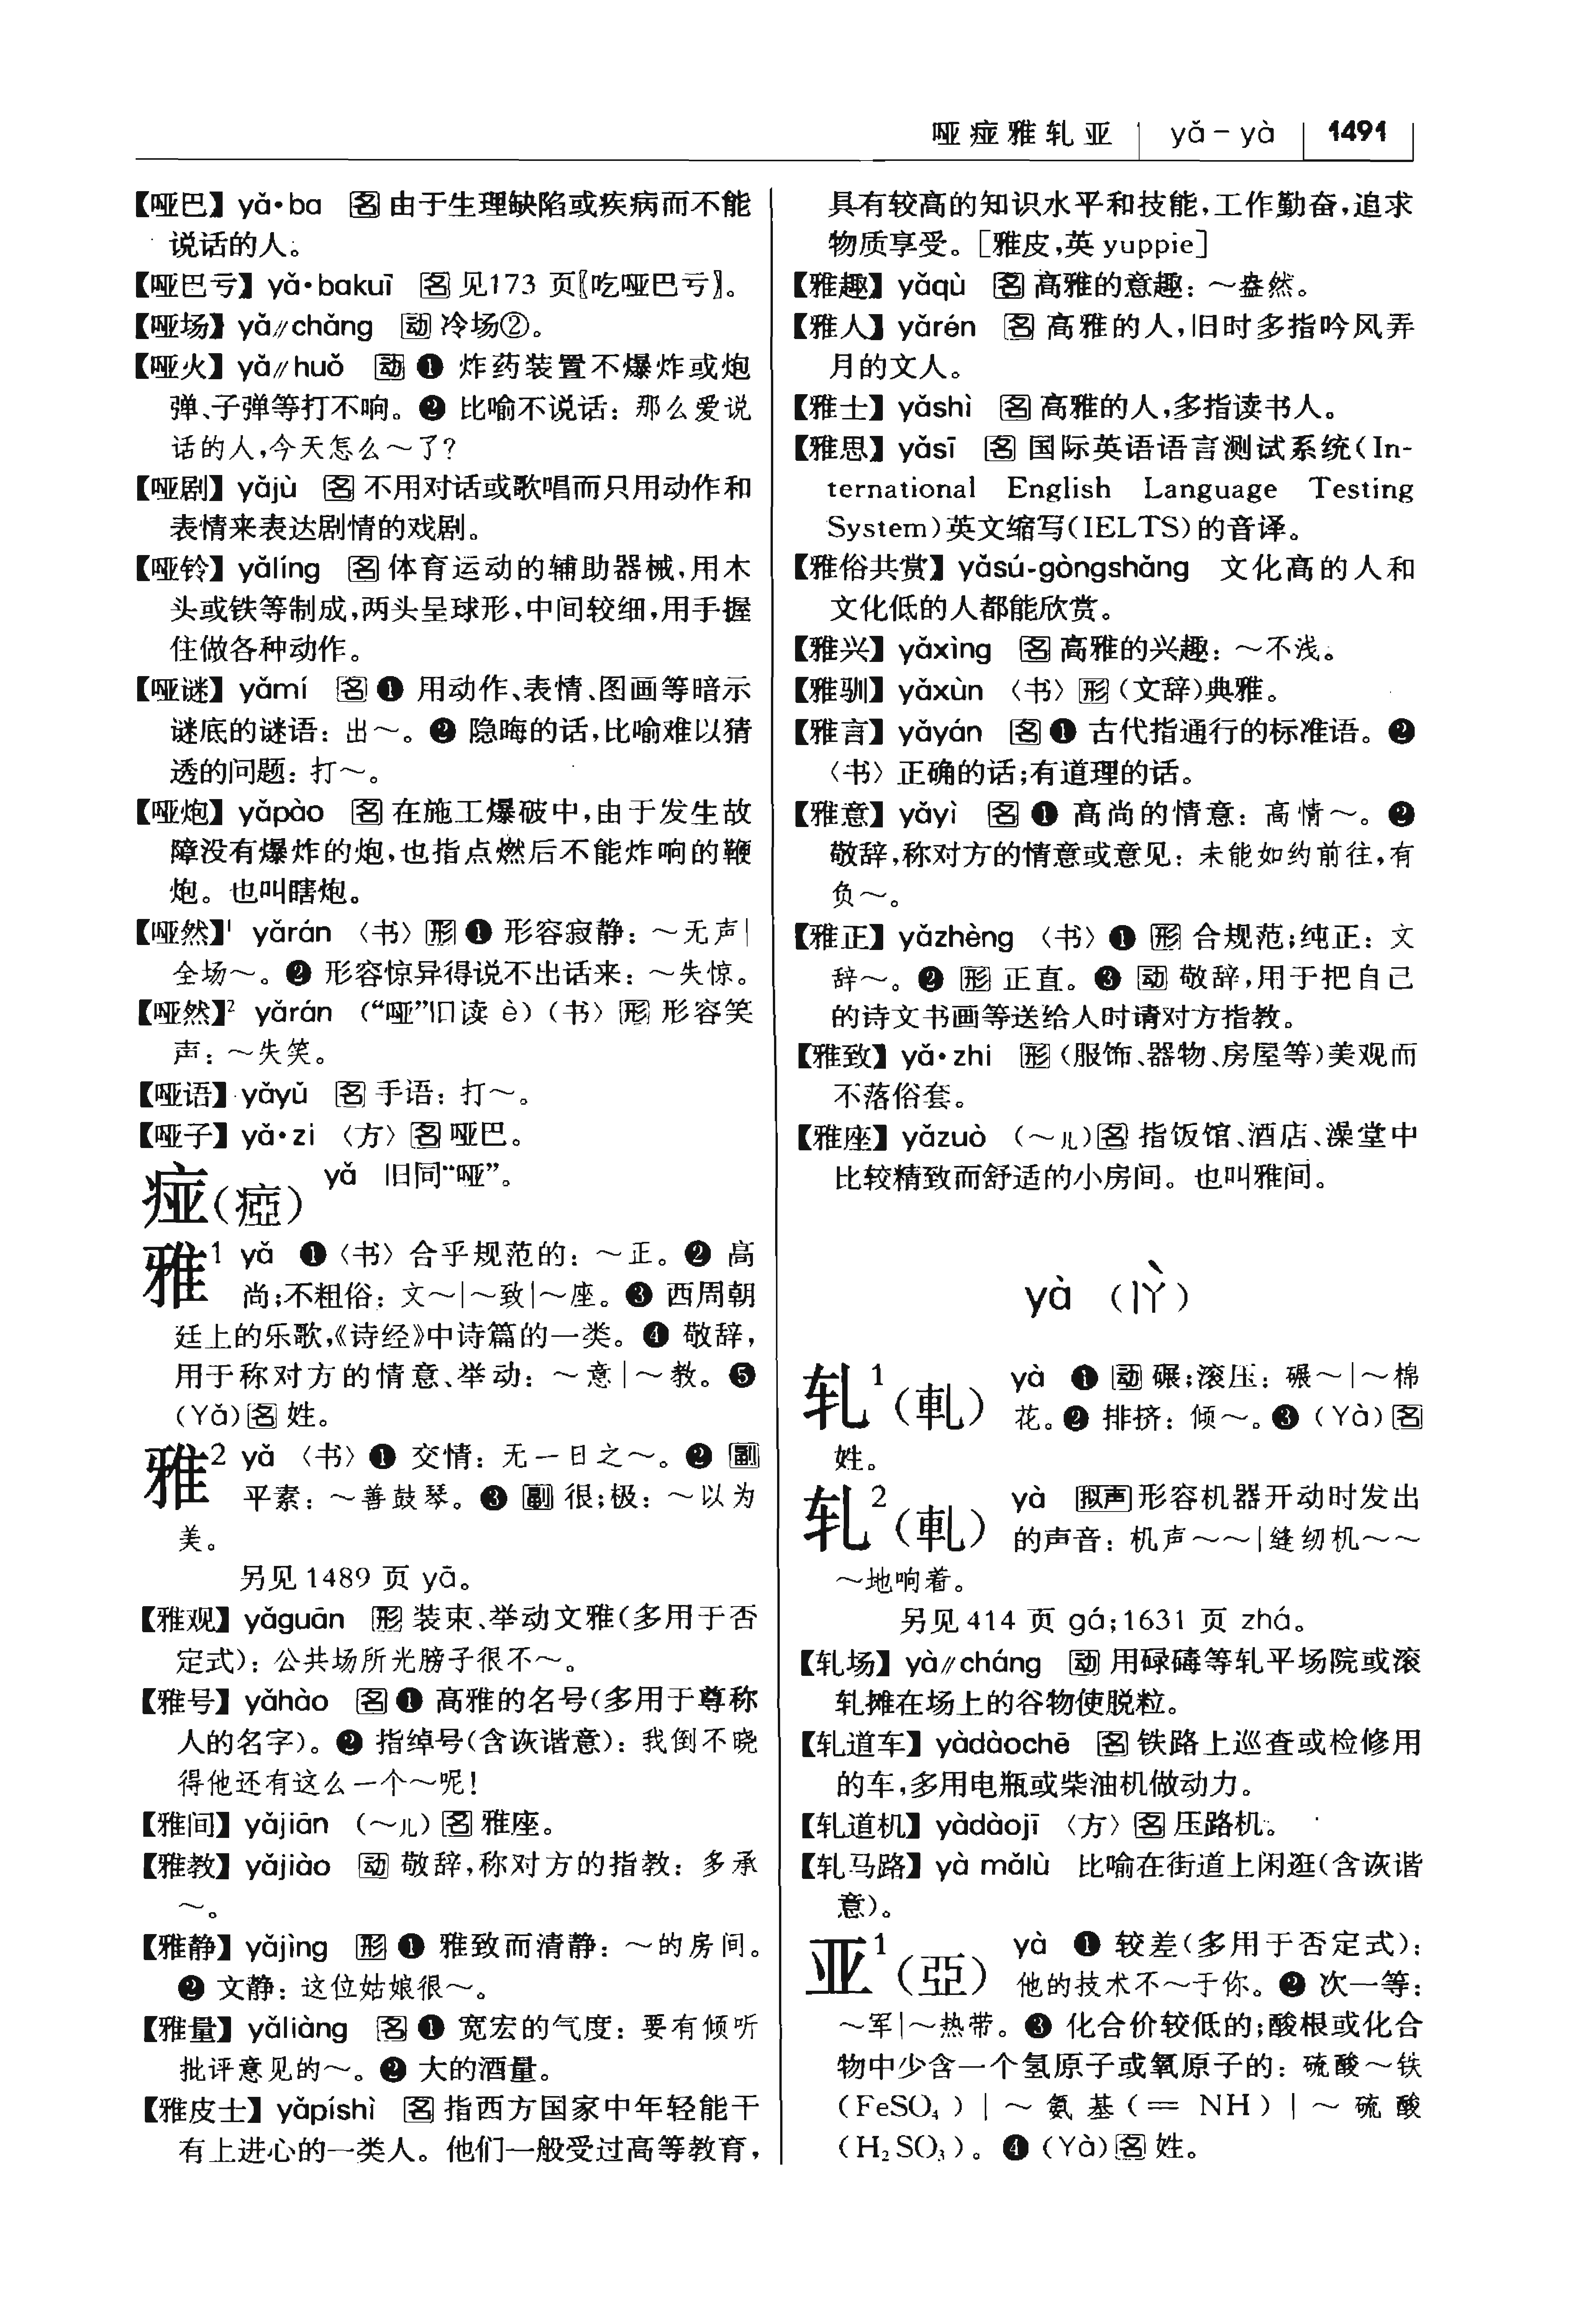 哑痖雅轧亚 yǎ－yà 1491
【哑巴】 yǎ·ba 名 由于生理缺陷或疾病而不能
说话的人。
【哑巴亏】 yǎ·bakuī 名 见173 页〖吃哑巴亏〗。
【哑场】 yǎ∥chǎng 动 冷场②。
【哑火】 yǎ∥huǒ 动 ❶ 炸药装置不爆炸或炮
弹、子弹等打不响。❷ 比喻不说话：那么爱说
话的人,今天怎么～了?
【哑剧】 yǎjù 名 不用对话或歌唱而只用动作和
表情来表达剧情的戏剧。
【哑铃】 yǎlíng 名 体育运动的辅助器械,用木
头或铁等制成,两头呈球形,中间较细,用手握
住做各种动作。
【哑谜】 yǎmí 名 ❶ 用动作、表情、图画等暗示
谜底的谜语：出～。❷ 隐晦的话,比喻难以猜
透的问题：打～。
【哑炮】 yǎpào 名 在施工爆破中,由于发生故
障没有爆炸的炮,也指点燃后不能炸响的鞭
炮。也叫瞎炮。
【哑然】¹ yǎrán 〈书〉 形 ❶ 形容寂静：～无声|
全场～。❷ 形容惊异得说不出话来：～失惊。
【哑然】² yǎrán （“哑”旧读 è）〈书〉 形 形容笑
声：～失笑。
【哑语】 yǎyǔ 名 手语：打～。
【哑子】 yǎ·zi 〈方〉 名 哑巴。
痖(瘂) yǎ 旧同“哑”。
雅¹ yǎ ❶〈书〉合乎规范的：～正。❷ 高
尚;不粗俗：文～|～致|～座。❸ 西周朝
廷上的乐歌,《诗经》中诗篇的一类。❹ 敬辞,
用于称对方的情意、举动：～意|～教。❺
(Yǎ) 名 姓。
雅² yǎ 〈书〉❶ 交情：无一日之～。❷ 副
平素：～善鼓琴。❸ 副 很;极：～以为
美。
另见 1489 页 yā。
【雅观】 yǎguān 形 装束、举动文雅(多用于否
定式)：公共场所光膀子很不～。
【雅号】 yǎhào 名 ❶ 高雅的名号(多用于尊称
人的名字)。❷ 指绰号(含诙谐意)：我倒不晓
得他还有这么一个～呢!
【雅间】 yǎjiān (～儿) 名 雅座。
【雅教】 yǎjiào 动 敬辞,称对方的指教：多承
～。
【雅静】 yǎjìng 形 ❶ 雅致而清静：～的房间。
❷ 文静：这位姑娘很～。
【雅量】 yǎliàng 名 ❶ 宽宏的气度：要有倾听
批评意见的～。❷ 大的酒量。
【雅皮士】 yǎpíshì 名 指西方国家中年轻能干
有上进心的一类人。他们一般受过高等教育,
具有较高的知识水平和技能,工作勤奋,追求
物质享受。[雅皮,英 yuppie]
【雅趣】 yǎqù 名 高雅的意趣：～盎然。
【雅人】 yǎrén 名 高雅的人,旧时多指吟风弄
月的文人。
【雅士】 yǎshì 名 高雅的人,多指读书人。
【雅思】 yǎsī 名 国际英语语言测试系统(In-
ternational English Language Testing
System)英文缩写(IELTS)的音译。
【雅俗共赏】 yǎsú-gòngshǎng 文化高的人和
文化低的人都能欣赏。
【雅兴】 yǎxìng 名 高雅的兴趣：～不浅。
【雅驯】 yǎxùn 〈书〉 形 (文辞)典雅。
【雅言】 yǎyán 名 ❶ 古代指通行的标准语。❷
〈书〉正确的话;有道理的话。
【雅意】 yǎyì 名 ❶ 高尚的情意：高情～。❷
敬辞,称对方的情意或意见：未能如约前往,有
负～。
【雅正】 yǎzhèng 〈书〉❶ 形 合规范;纯正：文
辞～。❷ 形 正直。❸ 动 敬辞,用于把自己
的诗文书画等送给人时请对方指教。
【雅致】 yǎ·zhi 形 (服饰、器物、房屋等)美观而
不落俗套。
【雅座】 yǎzuò (～儿) 名 指饭馆、酒店、澡堂中
比较精致而舒适的小房间。也叫雅间。
yà (ㄧㄚˋ)
轧¹(軋) yà ❶ 动 碾;滚压：碾～|～棉
花。❷ 排挤：倾～。❸ (Yà) 名
姓。
轧²(軋) yà 拟声 形容机器开动时发出
的声音：机声～～|缝纫机～～
～地响着。
另见 414 页 gá;1631 页 zhá。
【轧场】 yà∥cháng 动 用碌碡等轧平场院或滚
轧摊在场上的谷物使脱粒。
【轧道车】 yàdàochē 名 铁路上巡查或检修用
的车,多用电瓶或柴油机做动力。
【轧道机】 yàdàojī 〈方〉 名 压路机。
【轧马路】 yà mǎlù 比喻在街道上闲逛(含诙谐
意)。
亚¹(亞) yà ❶ 较差(多用于否定式)：
他的技术不～于你。❷ 次一等：
～军|～热带。❸ 化合价较低的;酸根或化合
物中少含一个氢原子或氧原子的：硫酸～铁
(FeSO₄)|～氨基(＝NH)|～硫酸
(H₂SO₃)。❹ (Yà) 名 姓。